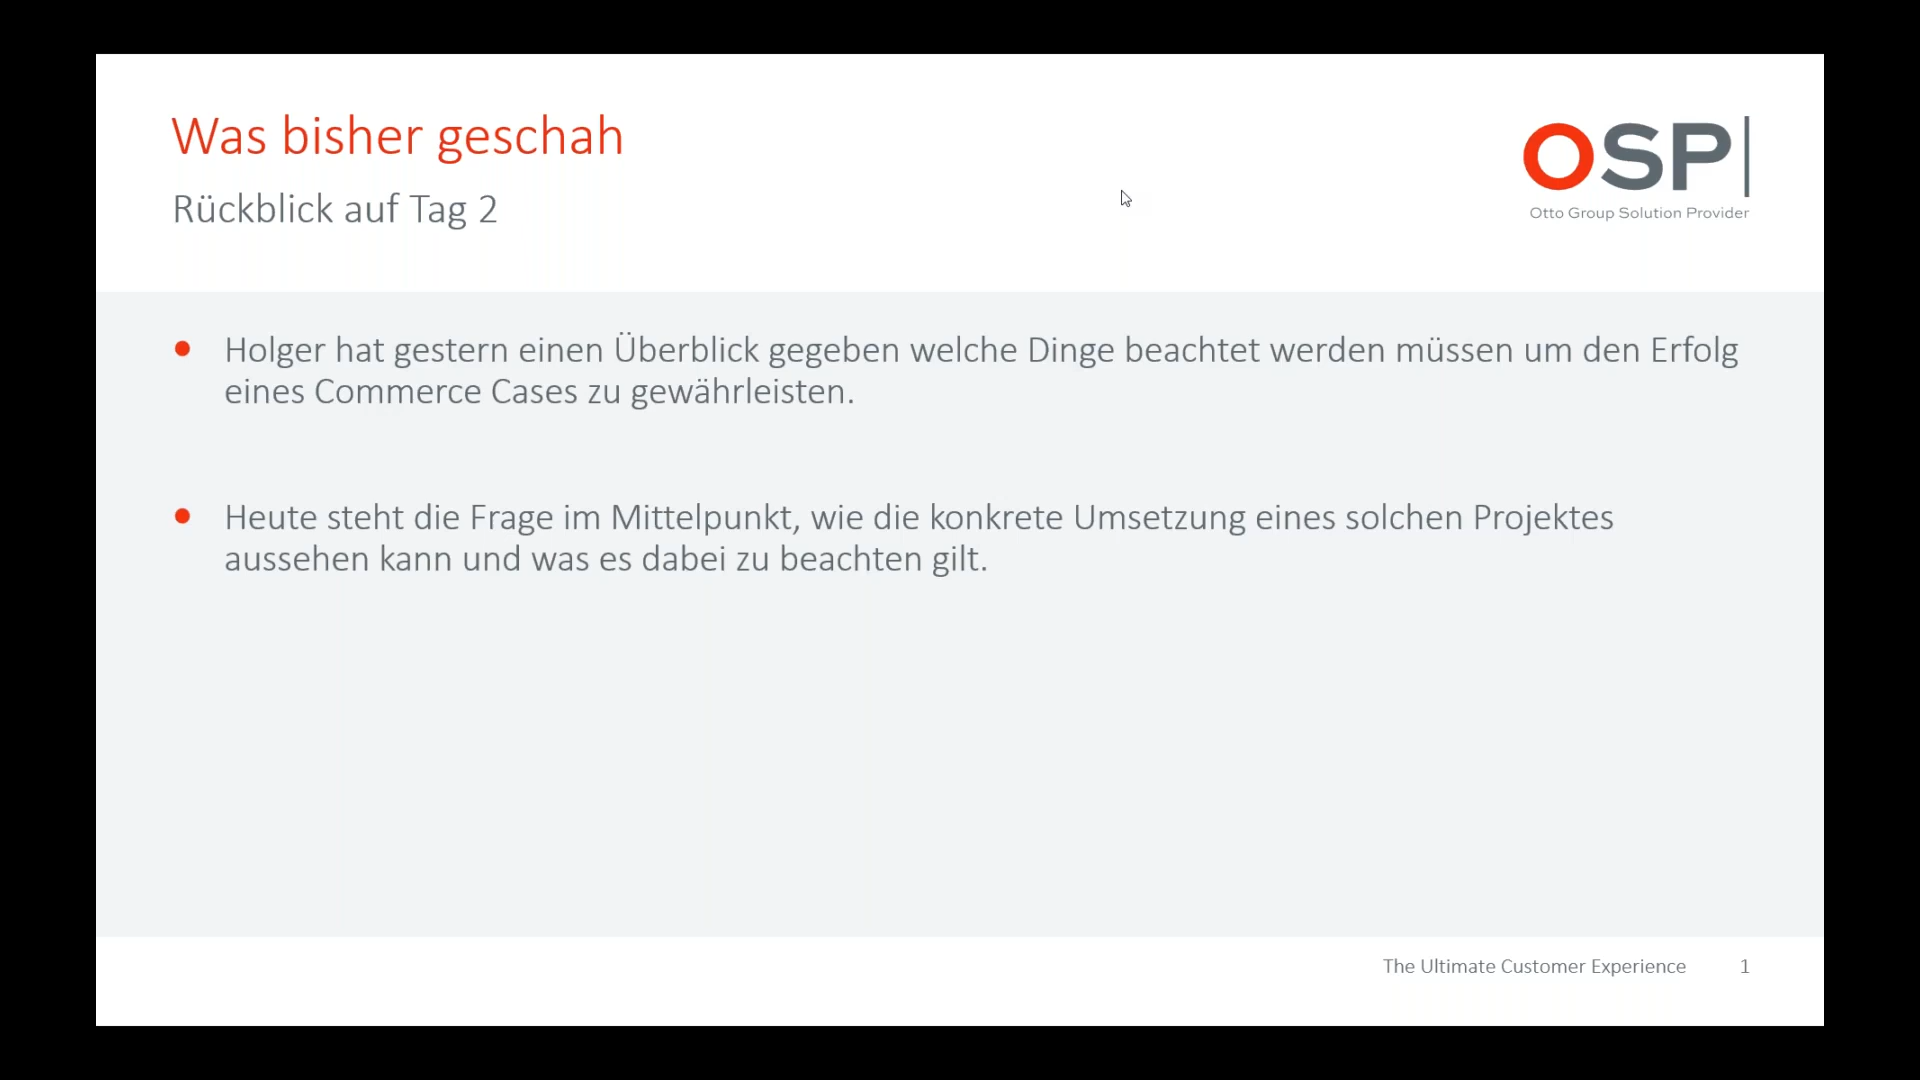 Was bisher geschah
Rückblick auf Tag 2
OSP
Otto Group Solution Provider
Holger hat gestern einen Überblick gegeben welche Dinge beachtet werden müssen um den Erfolg
eines Commerce Cases zu gewährleisten.
Heute steht die Frage im Mittelpunkt, wie die konkrete Umsetzung eines solchen Projektes
aussehen kann und was es dabei zu beachten gilt.
The Ultimate Customer Experience 1